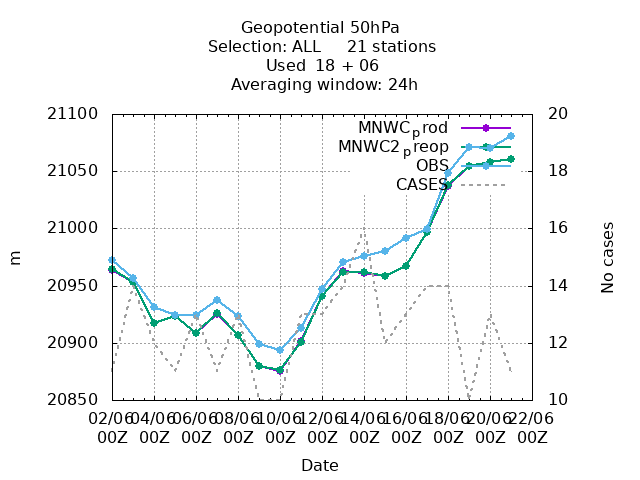 Geopotential 50hPa
Selection: ALL 21 stations
Used 18 + 06
Averaging window: 24h
21100
21050
21000
20950
20900
20850
m
MNWCprod
MNWC2preop
OBS
CASES
20
18
16
14
12
10
No cases
02/06 04/06 06/06 08/06 10/06 12/06 14/06 16/06 18/06 20/06 22/06
00Z 00Z 00Z 00Z 00Z 00Z 00Z 00Z 00Z 00Z 00Z
Date